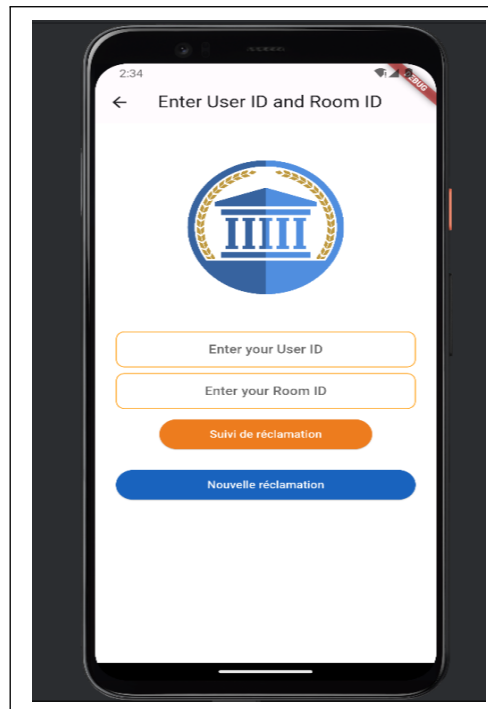 2:34
Enter User ID and Room ID
Enter your User ID
Enter your Room ID
Suivi de réclamation
Nouvelle réclamation